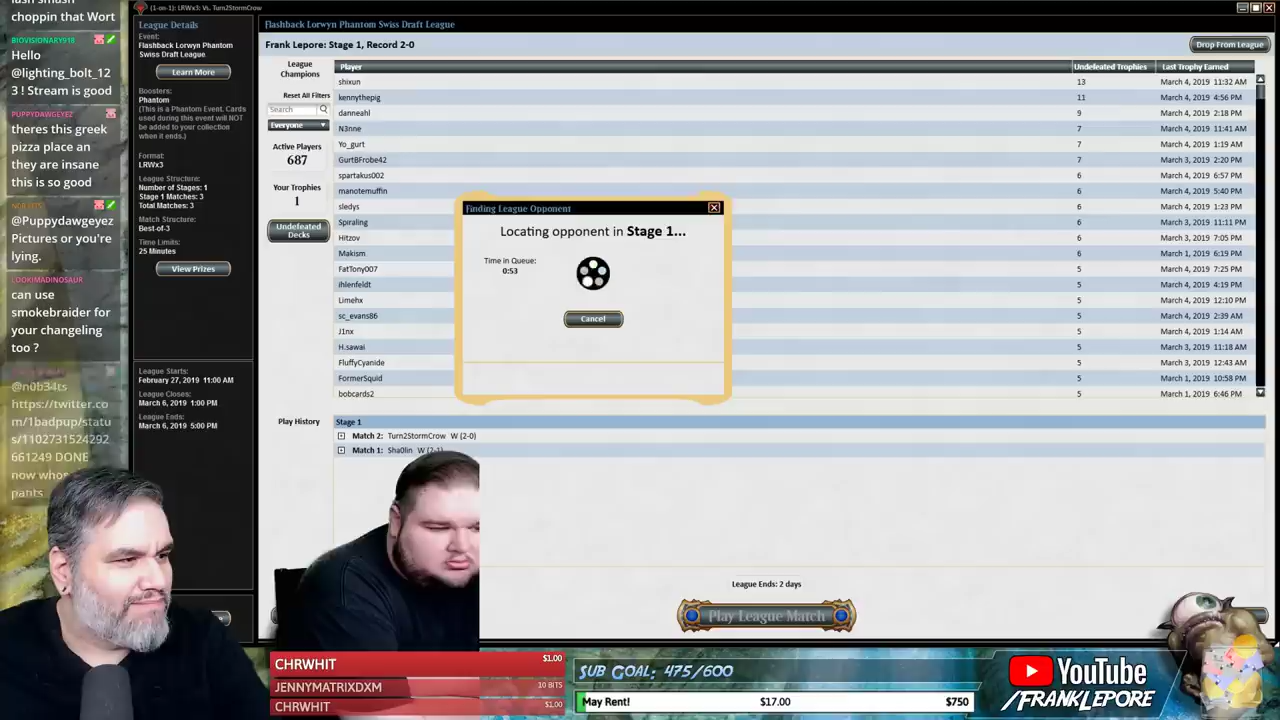 lash smash
choppin that Wort
BIOVISIONARY918
Hello
@lighting_bolt_12
3 ! Stream is good
PUPPYDAWGEYEZ
theres this greek
pizza place an
they are insane
this is so good
@Puppydawgeyez
Pictures or you're
lying.
LOOKIMADINOSAUR
can use
smokebraider for
your changeling
too ?
@n0b34rs
https://twitter.co
m/1badpup/statu
s/1102731524292
661249 DONE
now where's
(1-on-1): LRWx3: Vs. Turn2StormCrow
League Details
Event:
Flashback Lorwyn Phantom
Swiss Draft League
Learn More
Boosters:
Phantom
(This is a Phantom Event. Cards
used during this event will NOT
be added to your collection
when it ends.)
Format:
LRWx3
League Structure:
Number of Stages: 1
Stage 1 Matches: 3
Total Matches: 3
Match Structure:
Best-of-3
Time Limits:
25 Minutes
View Prizes
League Starts:
February 27, 2019 11:00 AM
League Closes:
March 6, 2019 1:00 PM
League Ends:
March 6, 2019 5:00 PM
Flashback Lorwyn Phantom Swiss Draft League
Frank Lepore: Stage 1, Record 2-0
Drop From League
League
Champions
Reset All Filters
Search
Everyone
Active Players
687
Your Trophies
1
Undefeated
Decks
Player Undefeated Trophies Last Trophy Earned
shixun 13 March 4, 2019 11:32 AM
kennythepig 11 March 4, 2019 4:56 PM
danneahl 9 March 4, 2019 2:18 PM
N3nne 7 March 4, 2019 11:41 AM
Yo_gurt 7 March 4, 2019 1:19 AM
GurtBFrobe42 7 March 3, 2019 2:20 PM
spartakus002 6 March 4, 2019 6:57 PM
manotemuffin 6 March 4, 2019 5:40 PM
sledys 6 March 4, 2019 1:23 PM
Spiraling 6 March 3, 2019 11:11 PM
Hitzov 6 March 3, 2019 7:05 PM
Makism 6 March 1, 2019 6:19 PM
FatTony007 5 March 4, 2019 7:25 PM
ihlenfeldt 5 March 4, 2019 6:40 PM
Limehx 5 March 4, 2019 12:10 PM
sc_evans86 5 March 4, 2019 2:39 AM
J1nx 5 March 4, 2019 1:14 AM
H.sawai 5 March 3, 2019 11:18 AM
FluffyCyanide 5 March 3, 2019 12:43 AM
FormerSquid 5 March 1, 2019 10:58 PM
bobcards2 5 March 1, 2019 6:46 PM
Finding League Opponent
Locating opponent in Stage 1...
Time in Queue:
0:53
Cancel
Play History
Stage 1
Match 2: Turn2StormCrow W (2-0)
Match 1: Sha0lin W (2-1)
League Ends: 2 days
Play League Match
CHRWHIT $1.00
JENNYMATRIXDXM 10 BITS
CHRWHIT $1.00
SUB GOAL: 475/600
May Rent! $17.00 $750
YouTube
/FRANKLEPORE